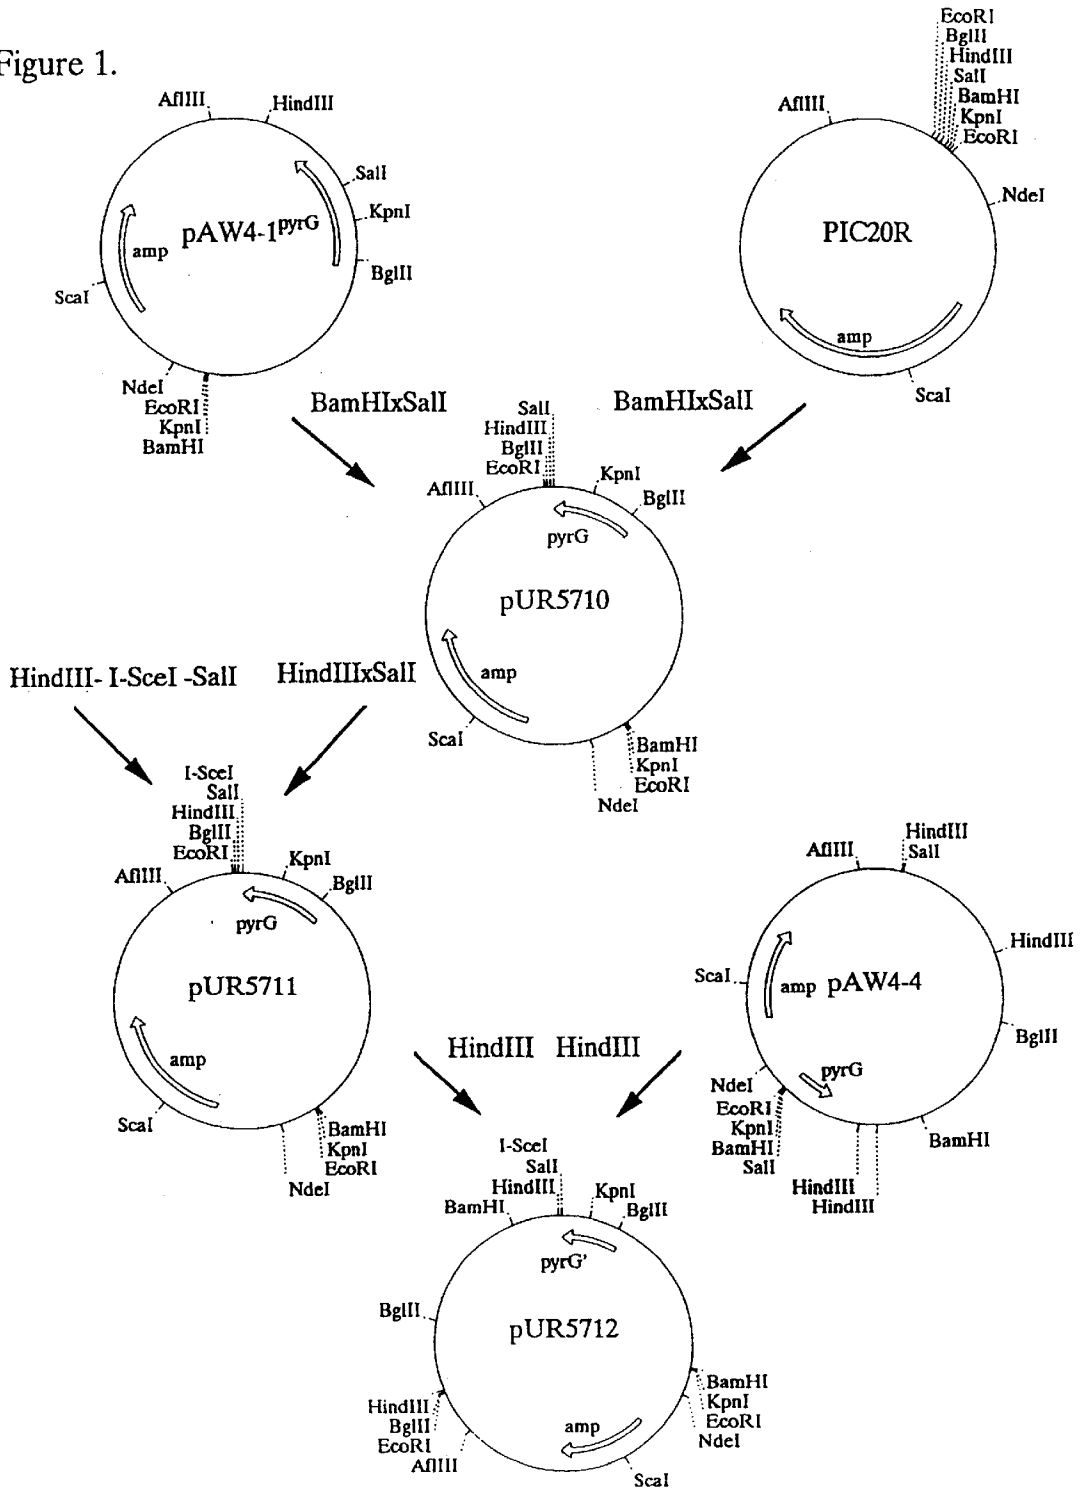 Figure 1.
AflIII
HindIII
SalI
KpnI
BglII
pAW4-1
pyrG
amp
ScaI
NdeI
EcoRI
KpnI
BamHI
EcoRI
BglII
HindIII
SalI
BamHI
KpnI
EcoRI
AflIII
NdeI
PIC20R
amp
ScaI
BamHIxSalI
BamHIxSalI
SalI
HindIII
BglII
EcoRI
AflIII
KpnI
BglII
pyrG
pUR5710
amp
ScaI
BamHI
KpnI
EcoRI
NdeI
HindIII- I-SceI -SalI
HindIIIxSalI
I-SceI
SalI
HindIII
BglII
EcoRI
AflIII
KpnI
BglII
pyrG
pUR5711
amp
ScaI
BamHI
KpnI
EcoRI
NdeI
HindIII
SalI
AflIII
HindIII
ScaI
amp
pAW4-4
BglII
pyrG
NdeI
EcoRI
KpnI
BamHI
SalI
BamHI
HindIII
HindIII
HindIII
HindIII
I-SceI
SalI
HindIII
BamHI
KpnI
BglII
pyrG'
BglII
pUR5712
HindIII
BglII
EcoRI
AflIII
amp
BamHI
KpnI
EcoRI
NdeI
ScaI